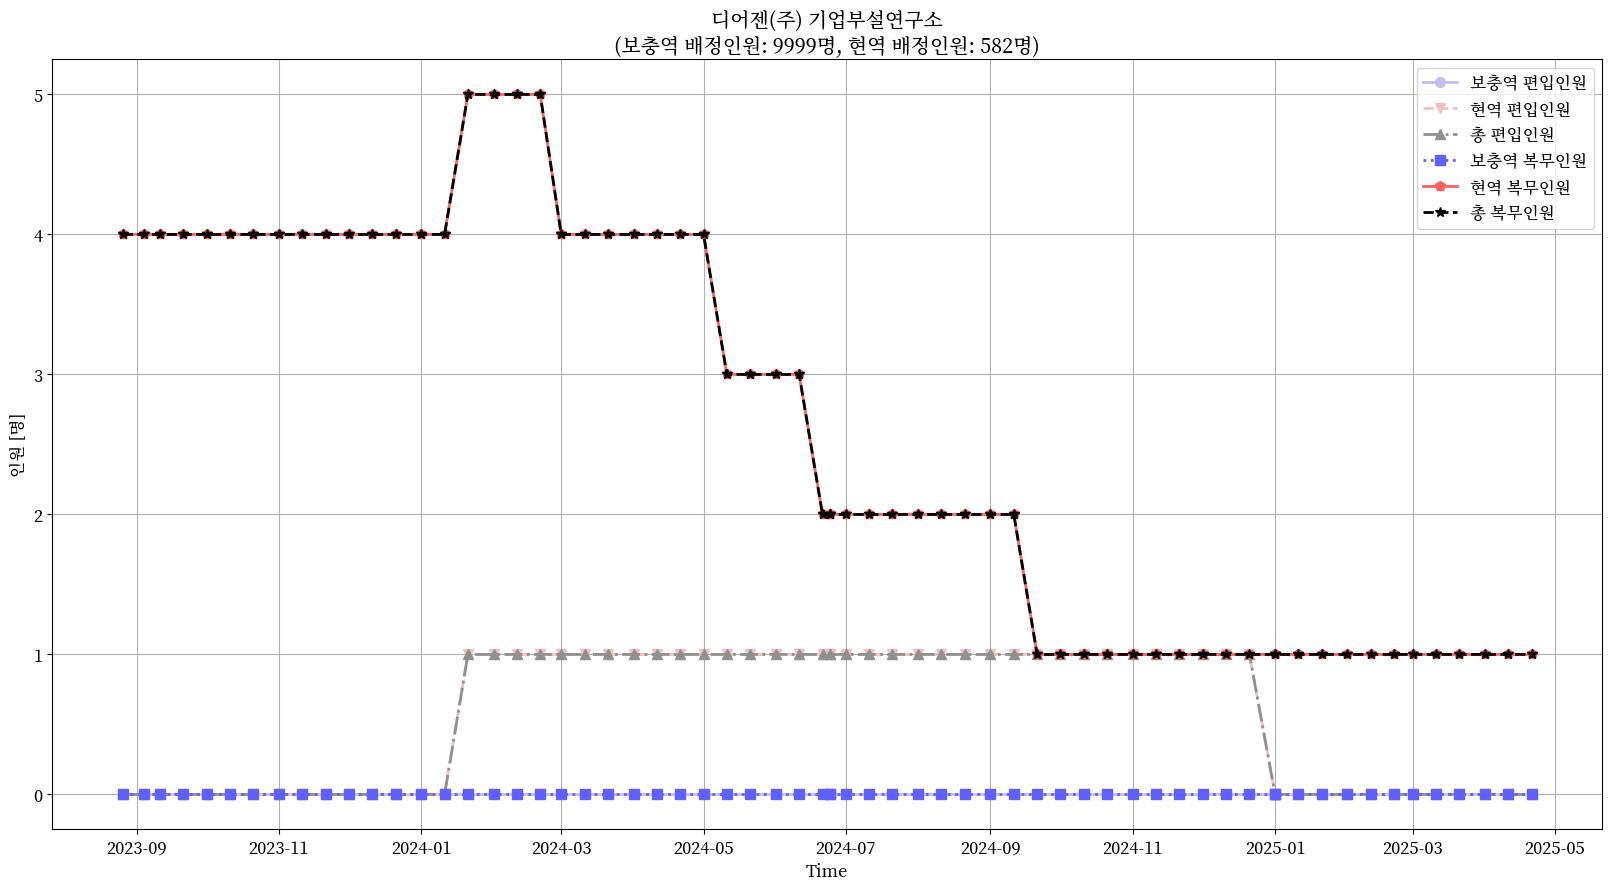 디어젠(주) 기업부설연구소
(보충역 배정인원: 9999명, 현역 배정인원: 582명)
보충역 편입인원
현역 편입인원
총 편입인원
보충역 복무인원
현역 복무인원
총 복무인원
인원 [명]
5
4
3
2
1
0
2023-09
2023-11
2024-01
2024-03
2024-05
2024-07
2024-09
2024-11
2025-01
2025-03
2025-05
Time